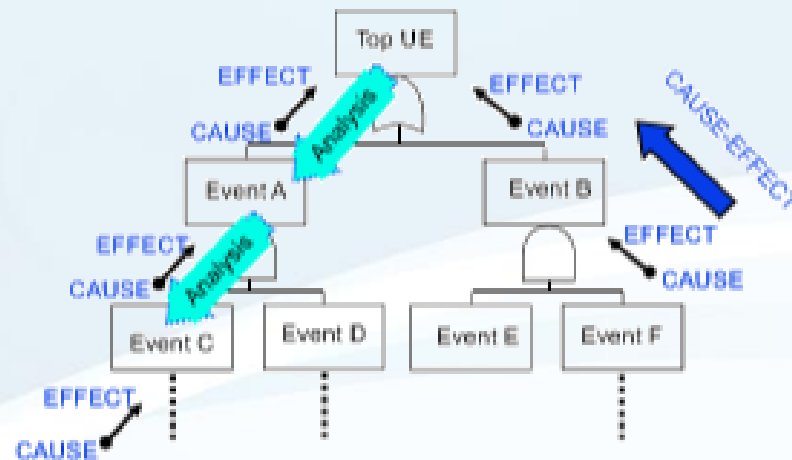 Top UE
EFFECT
EFFECT
CAUSE-EFFECT
Analysis
CAUSE
CAUSE
Event A
Event B
EFFECT
EFFECT
Analysis
CAUSE
CAUSE
Event C
Event D
Event E
Event F
EFFECT
CAUSE